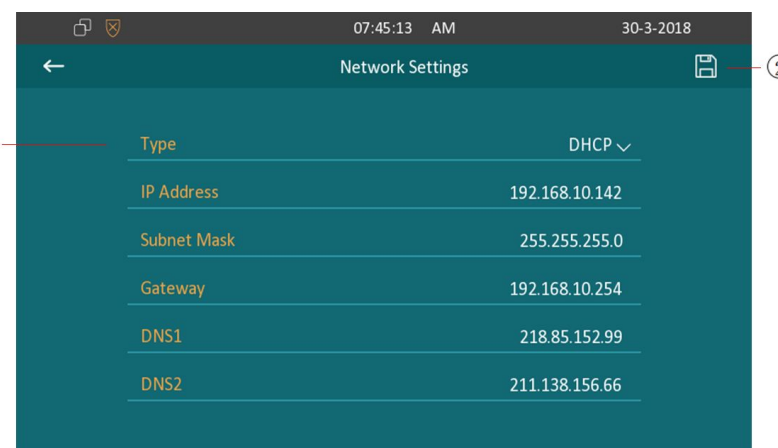 07:45:13 AM 30-3-2018
Network Settings
Type DHCP
IP Address 192.168.10.142
Subnet Mask 255.255.255.0
Gateway 192.168.10.254
DNS1 218.85.152.99
DNS2 211.138.156.66